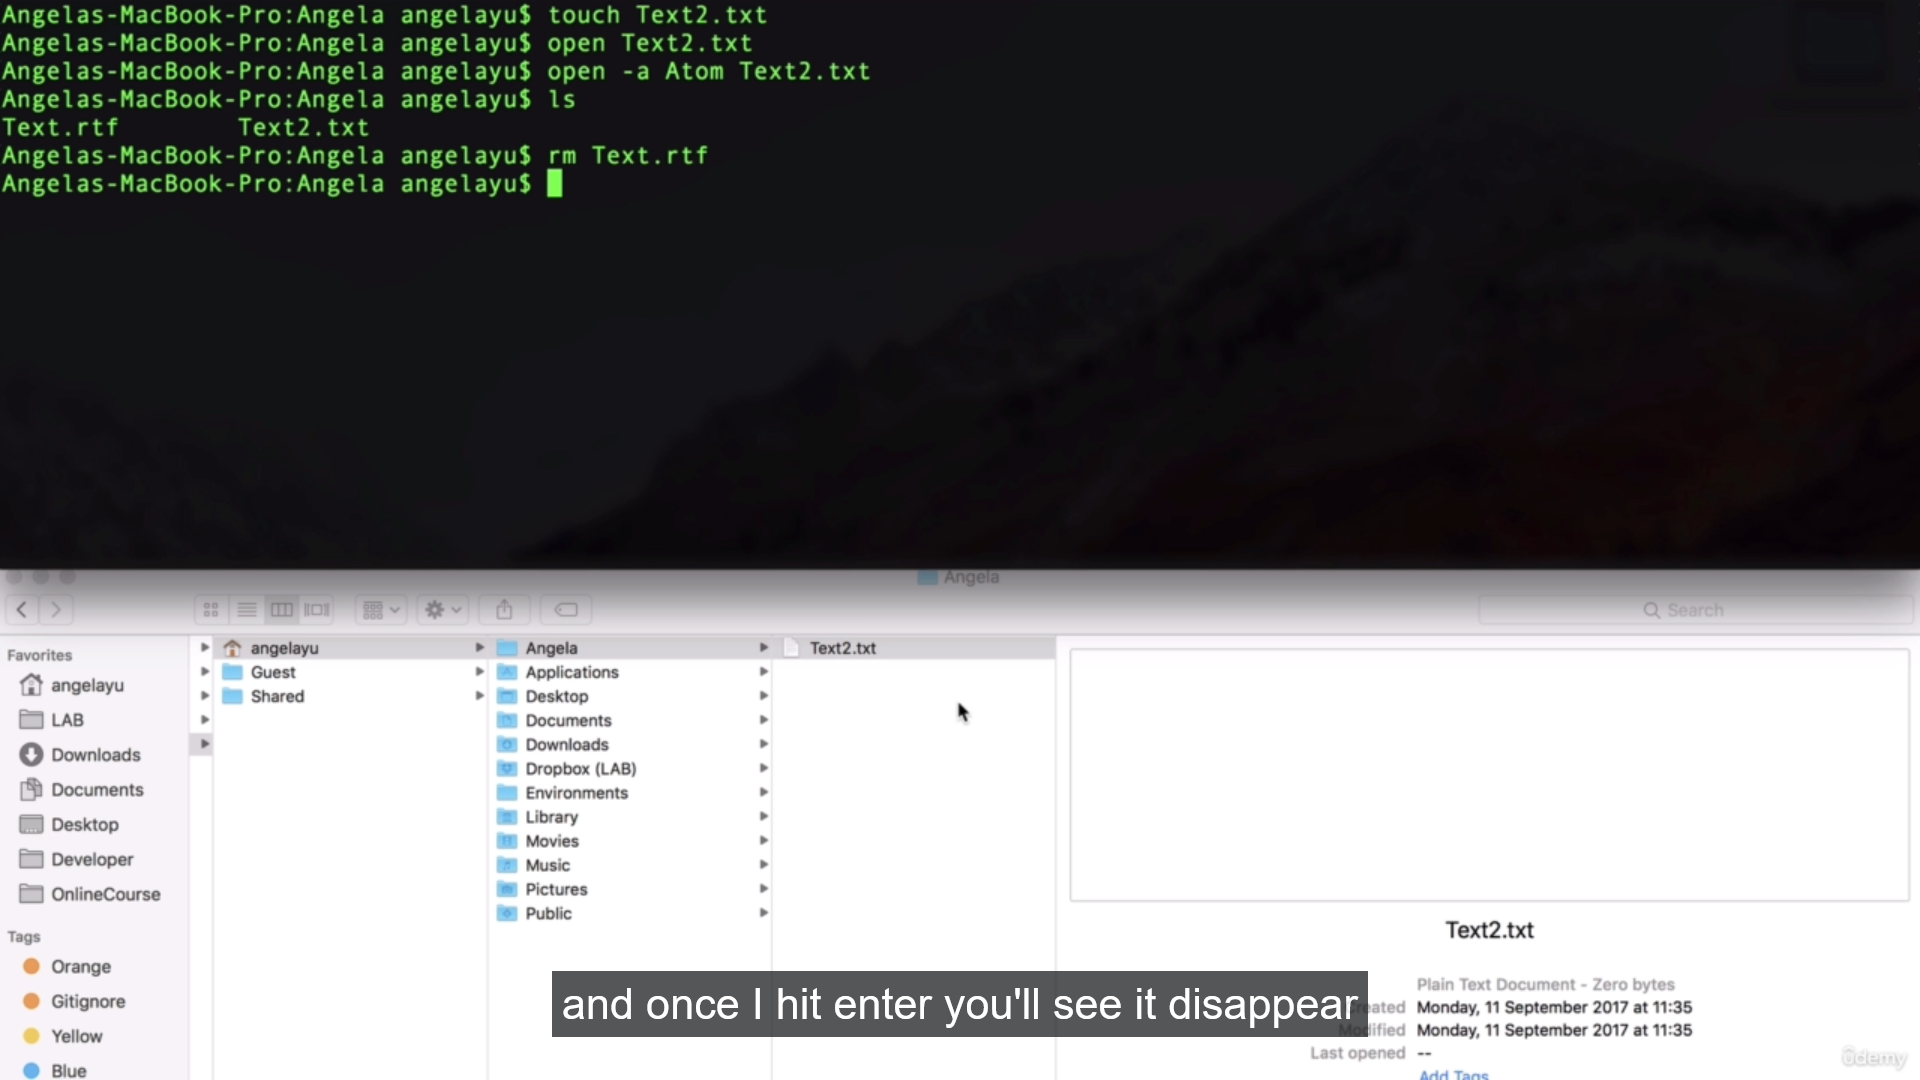 Angelas-MacBook-Pro:Angela angelayu$ touch Text2.txt
Angelas-MacBook-Pro:Angela angelayu$ open Text2.txt
Angelas-MacBook-Pro:Angela angelayu$ open -a Atom Text2.txt
Angelas-MacBook-Pro:Angela angelayu$ ls
Text.rtf Text2.txt
Angelas-MacBook-Pro:Angela angelayu$ rm Text.rtf
Angelas-MacBook-Pro:Angela angelayu$
Angela
Search
Favorites
angelayu
LAB
Downloads
Documents
Desktop
Developer
OnlineCourse
Tags
Orange
Gitignore
Yellow
Blue
angelayu
Guest
Shared
Angela
Applications
Desktop
Documents
Downloads
Dropbox (LAB)
Environments
Library
Movies
Music
Pictures
Public
Text2.txt
Text2.txt
Plain Text Document - Zero bytes
Monday, 11 September 2017 at 11:35
Monday, 11 September 2017 at 11:35
Last opened --
Add Tags
and once I hit enter you'll see it disappear
ûdemy